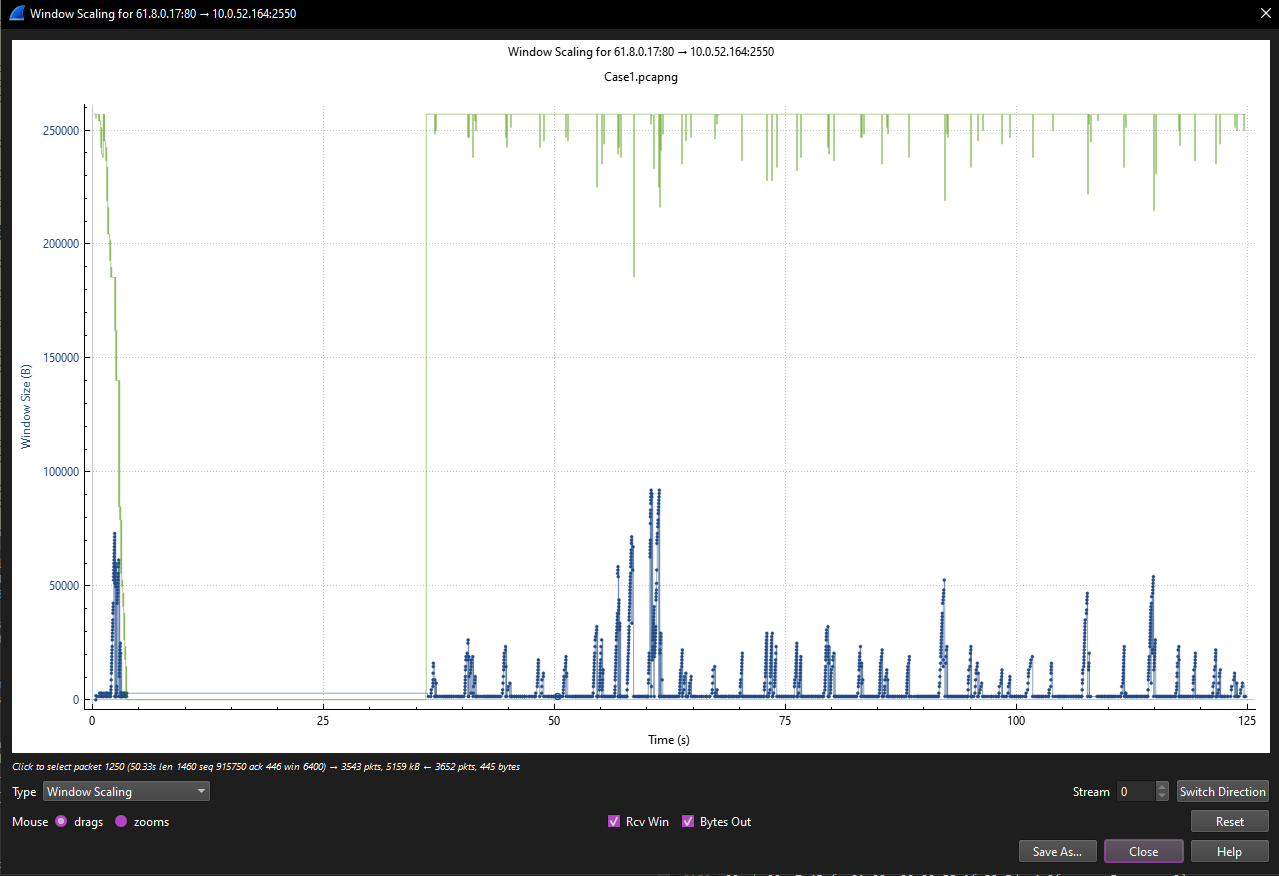 Window Scaling for 61.8.0.17:80 → 10.0.52.164:2550
Window Scaling for 61.8.0.17:80 → 10.0.52.164:2550
Case1.pcapng
250000
200000
150000
100000
50000
0
Window Size (B)
0 25 50 75 100 125
Time (s)
Click to select packet 1250 (50.33s len 1460 seq 915750 ack 446 win 6400) → 3543 pkts, 5159 kB ← 3652 pkts, 445 bytes
Type Window Scaling Stream 0 Switch Direction
Mouse drags zooms Rcv Win Bytes Out Reset
Save As... Close Help